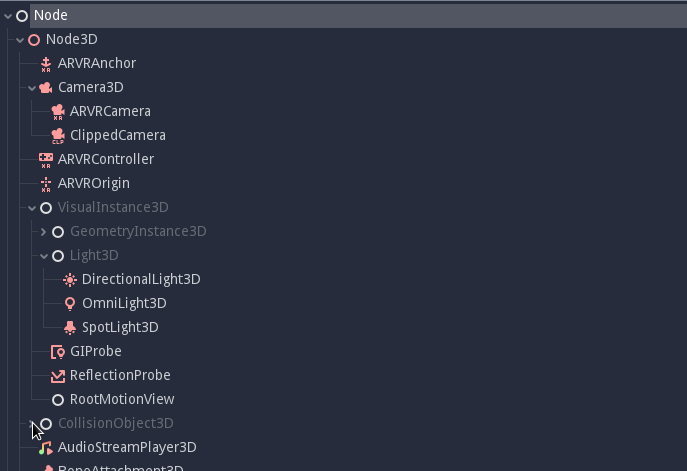 Node
Node3D
ARVRAnchor
Camera3D
ARVRCamera
ClippedCamera
ARVRController
ARVROrigin
VisualInstance3D
GeometryInstance3D
Light3D
DirectionalLight3D
OmniLight3D
SpotLight3D
GIProbe
ReflectionProbe
RootMotionView
CollisionObject3D
AudioStreamPlayer3D
BoneAttachment3D